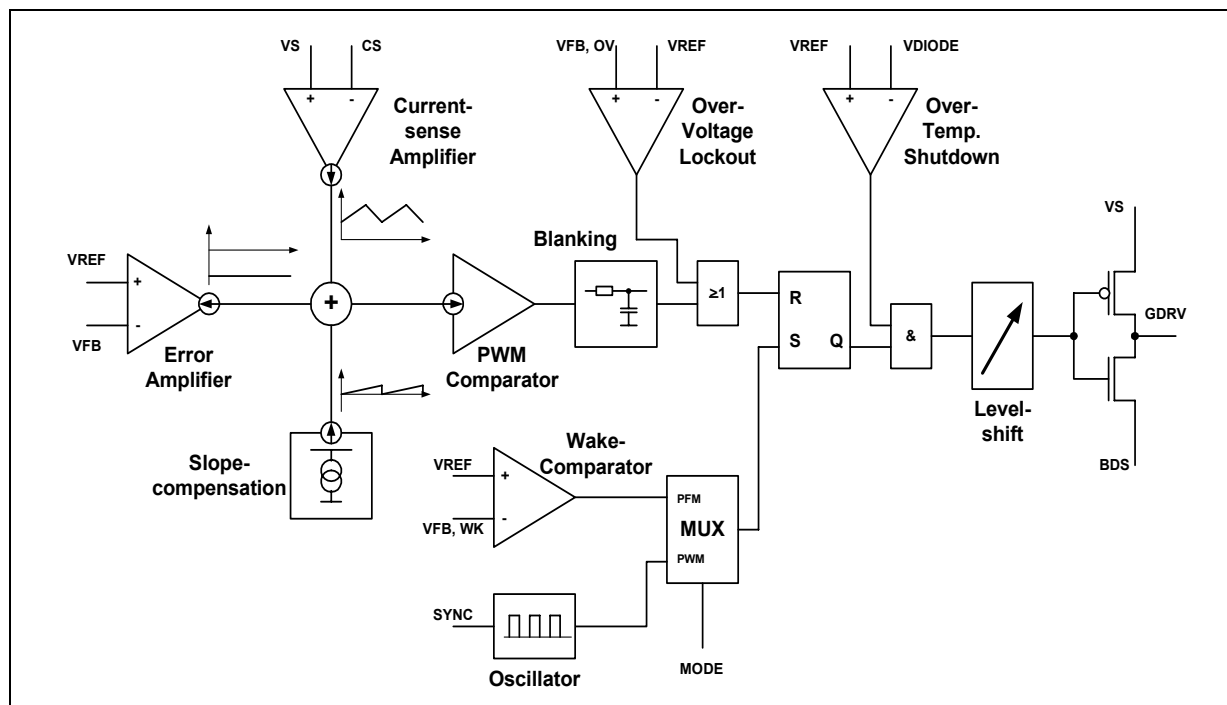 VS CS
VFB, OV VREF
VREF VDIODE
+ -
+ -
+ -
Current-
sense
Amplifier
Over-
Voltage
Lockout
Over-
Temp.
Shutdown
VS
Blanking
VREF
+
-
VFB
+
Error
Amplifier
PWM
Comparator
≥1
R
S Q
&
GDRV
Level-
shift
BDS
Slope-
compensation
Wake-
Comparator
VREF
+
-
VFB, WK
PFM
MUX
PWM
SYNC
Oscillator
MODE